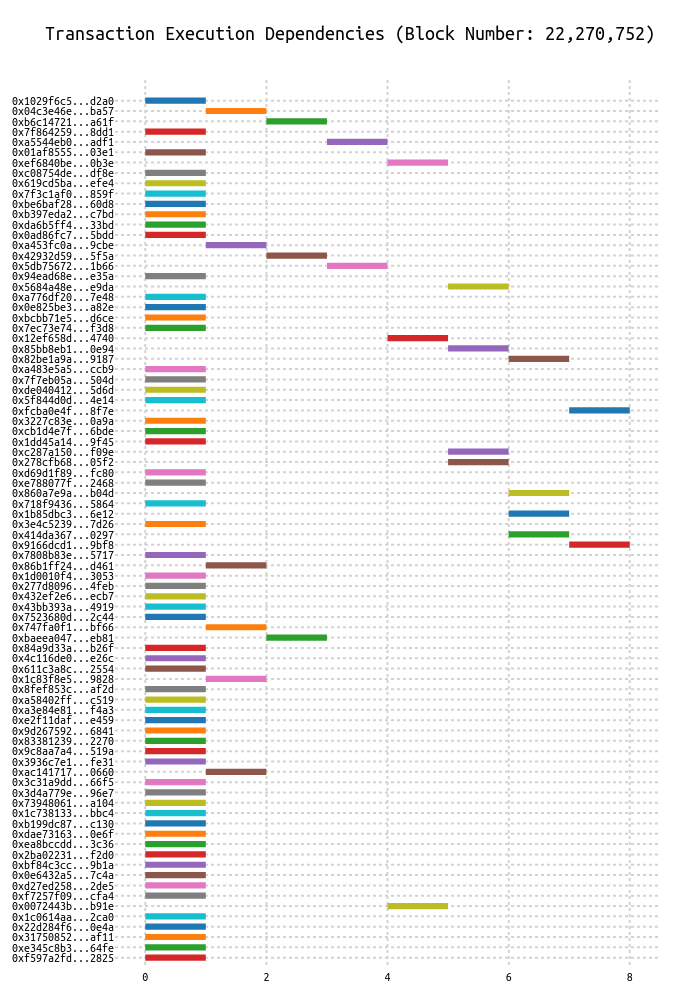 Transaction Execution Dependencies (Block Number: 22,270,752)
0x1029f6c5...d2a0
0x04c3e46e...ba57
0xb6c14721...a61f
0x7f864259...8dd1
0xa5544eb0...adf1
0x01af8555...03e1
0xef6840be...0b3e
0xc08754de...df8e
0x619cd5ba...efe4
0x7f3c1af0...859f
0xbe6baf28...60d8
0xb397eda2...c7bd
0xda6b5ff4...33bd
0x0ad86fc7...5bdd
0xa453fc0a...9cbe
0x42932d59...5f5a
0x5db75672...1b66
0x94ead68e...e35a
0x5684a48e...e9da
0xa776df20...7e48
0x0e825be3...a82e
0xbcbb71e5...d6ce
0x7ec73e74...f3d8
0x12ef658d...4740
0x85bb8eb1...0e94
0x82be1a9a...9187
0xa483e5a5...ccb9
0x7f7eb05a...504d
0xde040412...5d6d
0x5f844d0d...4e14
0xfcba0e4f...8f7e
0x3227c83e...0a9a
0xcb1d4e7f...6bde
0x1dd45a14...9f45
0xc287a150...f09e
0x278cfb68...05f2
0xd69d1f89...fc80
0xe788077f...2468
0x860a7e9a...b04d
0x718f9436...5864
0x1b85dbc3...6e12
0x3e4c5239...7d26
0x414da367...0297
0x9166dcd1...9bf8
0x7808b83e...5717
0x86b1ff24...d461
0x1d0010f4...3053
0x277d8096...4feb
0x432ef2e6...ecb7
0x43bb393a...4919
0x7523680d...2c44
0x747fa0f1...bf66
0xbaeea047...eb81
0x84a9d33a...b26f
0x4c116de0...e26c
0x611c3a8c...2554
0x1c83f8e5...9828
0x8fef853c...af2d
0xa58402ff...c519
0xa3e84e81...f4a3
0xe2f11daf...e459
0x9d267592...6841
0x83381239...2270
0x9c8aa7a4...519a
0x3936c7e1...fe31
0xac141717...0660
0x3c31a9dd...66f5
0x3d4a779e...96e7
0x73948061...a104
0x1c738133...bbc4
0xb199dc87...c130
0xdae73163...0e6f
0xea8bccdd...3c36
0x2ba02231...f2d0
0xbf84c3cc...9b1a
0x0e6432a5...7c4a
0xd27ed258...2de5
0xf7257f09...cfa4
0x0072443b...b91e
0x1c0614aa...2ca0
0x22d284f6...0e4a
0x31750852...af11
0xe345c8b3...64fe
0xf597a2fd...2825
0 2 4 6 8